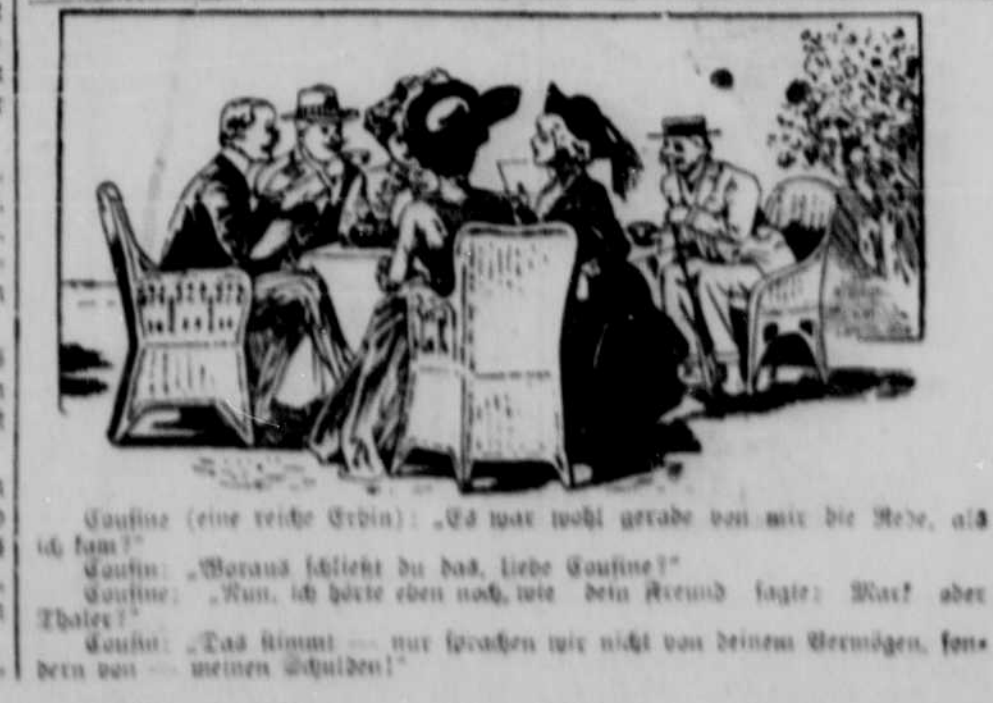 Cousine (eine reiche Erbin): „Es war wohl gerade von mir die Rede, als
ich kam?"
Cousin: „Woraus schließt du das, liebe Cousine?"
Cousine: „Nun, ich hörte eben noch, wie dein Freund sagte: Mark oder
Thaler?"
Cousin: „Das stimmt — nur sprachen wir nicht von deinem Vermögen, son-
dern von — meinen Schulden!"